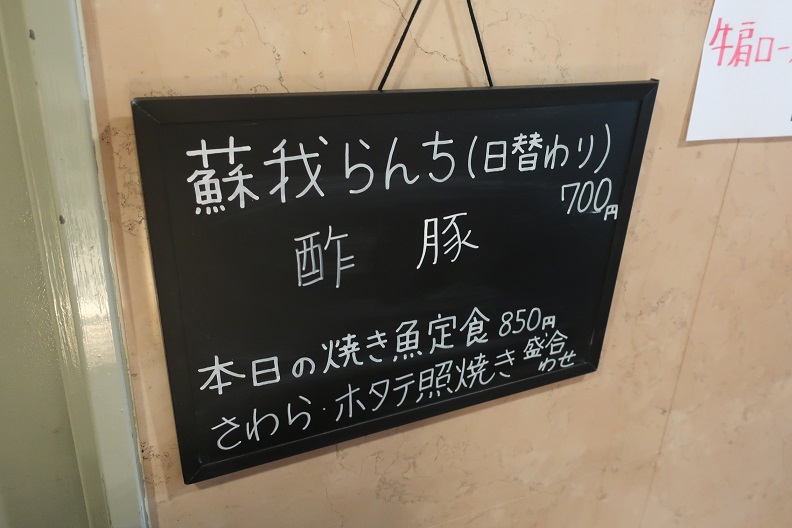 蘇我らんち(日替わり)
700円
酢豚
本日の焼き魚定食 850円
さわら・ホタテ照焼き盛合わせ
牛肩ロー